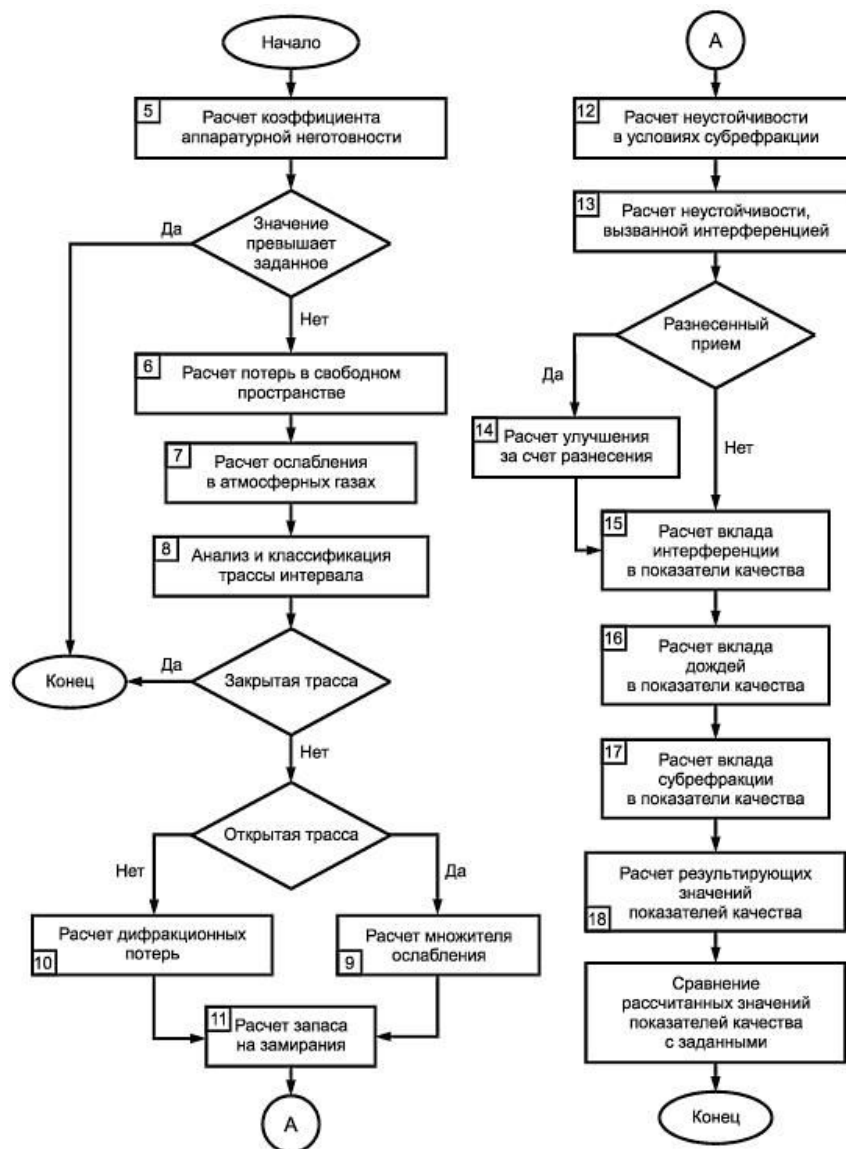 Начало
5
Расчет коэффициента
аппаратурной неготовности
Да
Значение
превышает
заданное
Нет
6
Расчет потерь в свободном
пространстве
7
Расчет ослабления
в атмосферных газах
8
Анализ и классификация
трассы интервала
Конец
Да
Закрытая трасса
Нет
Открытая трасса
Нет
Да
Расчет дифракционных
потерь
10
Расчет множителя
ослабления
9
11
Расчет запаса
на замирания
А
А
12
Расчет неустойчивости
в условиях субрефракции
13
Расчет неустойчивости,
вызванной интерференцией
Разнесенный
прием
Да
14
Расчет улучшения
за счет разнесения
Нет
15
Расчет вклада
интерференции
в показатели качества
16
Расчет вклада
дождей
в показатели качества
17
Расчет вклада
субрефракции
в показатели качества
Расчет результирующих
значений
показателей качества
18
Сравнение
рассчитанных значений
показателей качества
с заданными
Конец